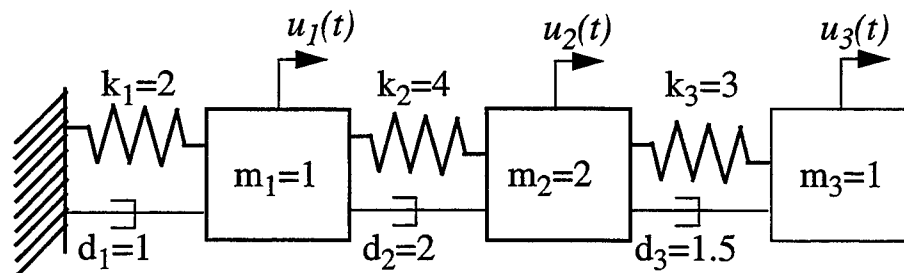 u₁(t) u₂(t) u₃(t)
k₁=2 k₂=4 k₃=3
m₁=1 m₂=2 m₃=1
d₁=1 d₂=2 d₃=1.5